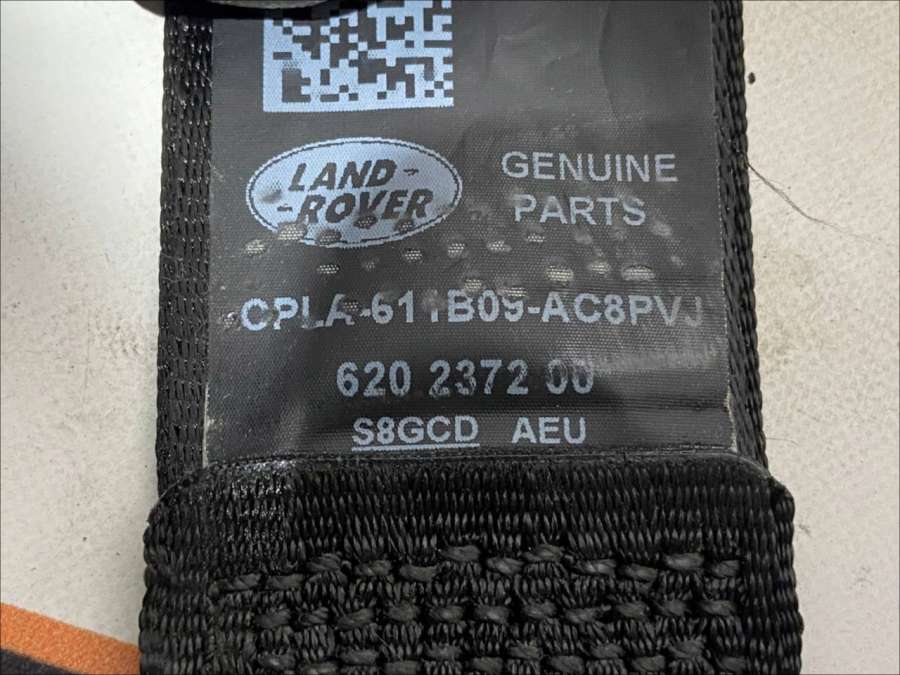 LAND-
-ROVER
GENUINE
PARTS
CPLA-611B09-AC8PVJ
620 2372 00
S8GCD AEU